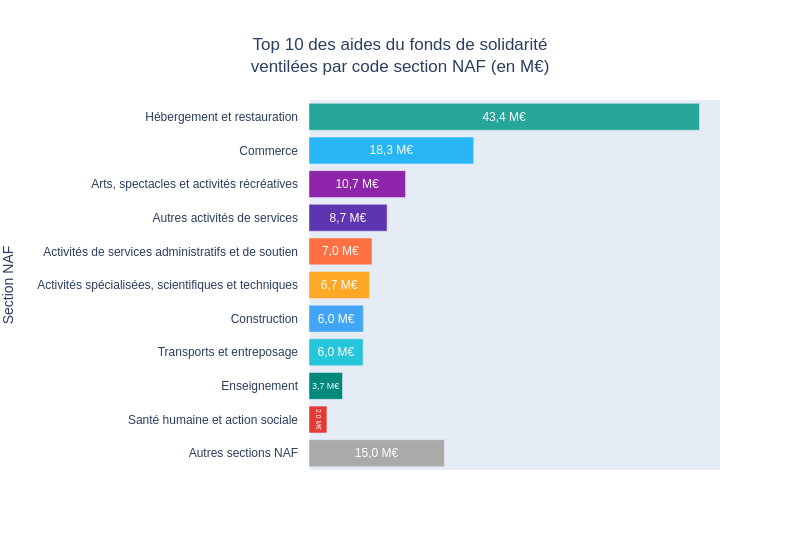 Top 10 des aides du fonds de solidarité
ventilées par code section NAF (en M€)
Section NAF
Hébergement et restauration 43,4 M€
Commerce 18,3 M€
Arts, spectacles et activités récréatives 10,7 M€
Autres activités de services 8,7 M€
Activités de services administratifs et de soutien 7,0 M€
Activités spécialisées, scientifiques et techniques 6,7 M€
Construction 6,0 M€
Transports et entreposage 6,0 M€
Enseignement 3,7 M€
Santé humaine et action sociale 2,0 M€
Autres sections NAF 15,0 M€